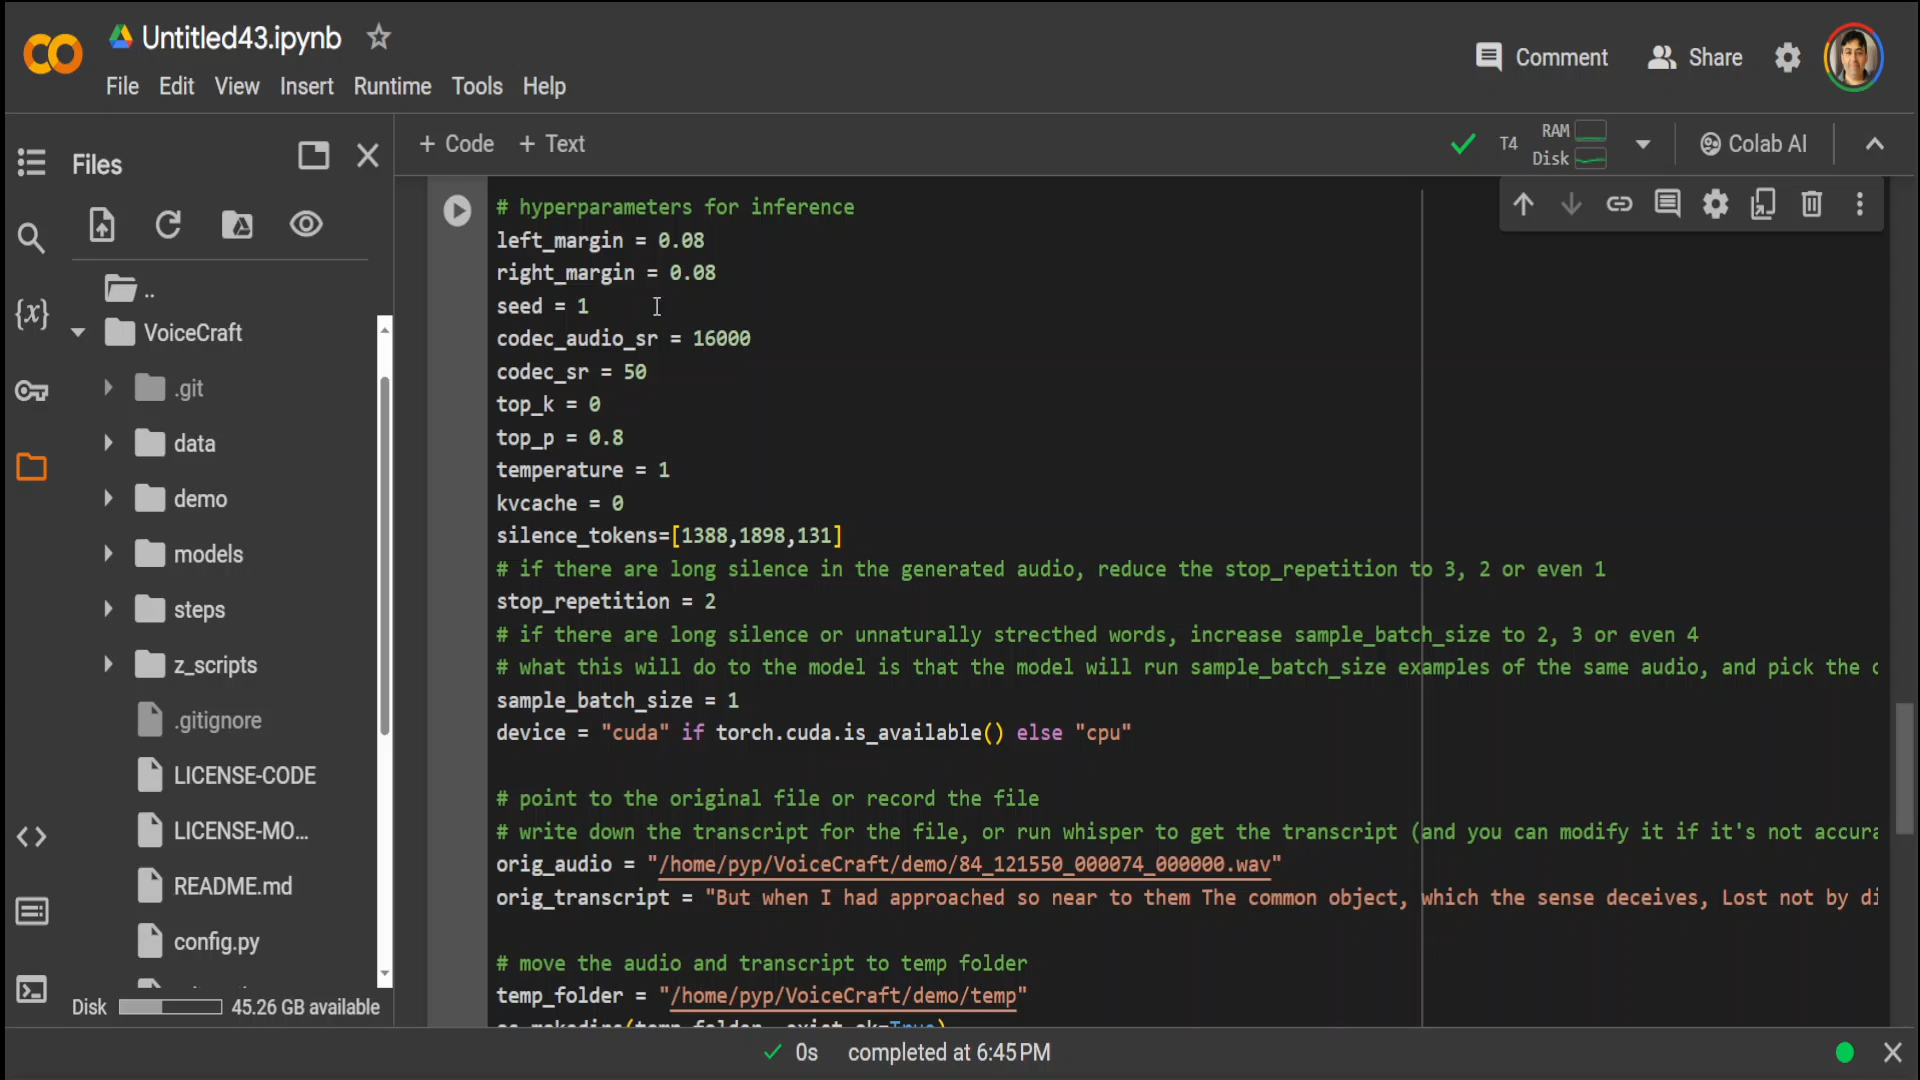 Untitled43.ipynb
File Edit View Insert Runtime Tools Help
Comment Share
Files
+ Code + Text
T4 RAM Disk
Colab AI
..
VoiceCraft
.git
data
demo
models
steps
z_scripts
.gitignore
LICENSE-CODE
LICENSE-MO...
README.md
config.py
Disk 45.26 GB available
{x}
# hyperparameters for inference
left_margin = 0.08
right_margin = 0.08
seed = 1
codec_audio_sr = 16000
codec_sr = 50
top_k = 0
top_p = 0.8
temperature = 1
kvcache = 0
silence_tokens=[1388,1898,131]
# if there are long silence in the generated audio, reduce the stop_repetition to 3, 2 or even 1
stop_repetition = 2
# if there are long silence or unnaturally strecthed words, increase sample_batch_size to 2, 3 or even 4
# what this will do to the model is that the model will run sample_batch_size examples of the same audio, and pick the
sample_batch_size = 1
device = "cuda" if torch.cuda.is_available() else "cpu"
# point to the original file or record the file
# write down the transcript for the file, or run whisper to get the transcript (and you can modify it if it's not accura
orig_audio = "/home/pyp/VoiceCraft/demo/84_121550_000074_000000.wav"
orig_transcript = "But when I had approached so near to them The common object, which the sense deceives, Lost not by di
# move the audio and transcript to temp folder
temp_folder = "/home/pyp/VoiceCraft/demo/temp"
os.makedirs(temp_folder, exist_ok=True)
0s completed at 6:45 PM